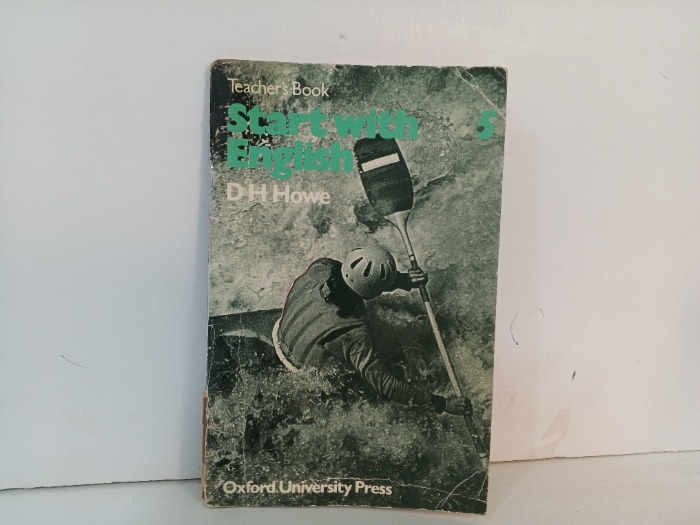 Teacher's Book
Start with 5
English
D H Howe
Oxford University Press